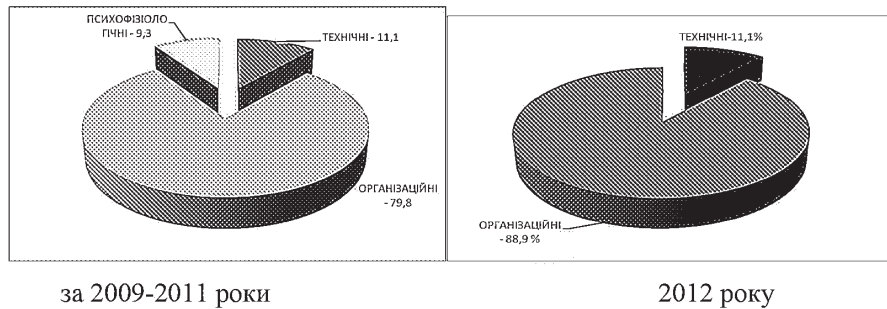 ПСИХОФІЗІОЛО
ГІЧНІ - 9,3
ТЕХНІЧНІ - 11,1
ОРГАНІЗАЦІЙНІ
- 79,8
ТЕХНІЧНІ-11,1%
ОРГАНІЗАЦІЙНІ
- 88,9 %
за 2009-2011 роки
2012 року